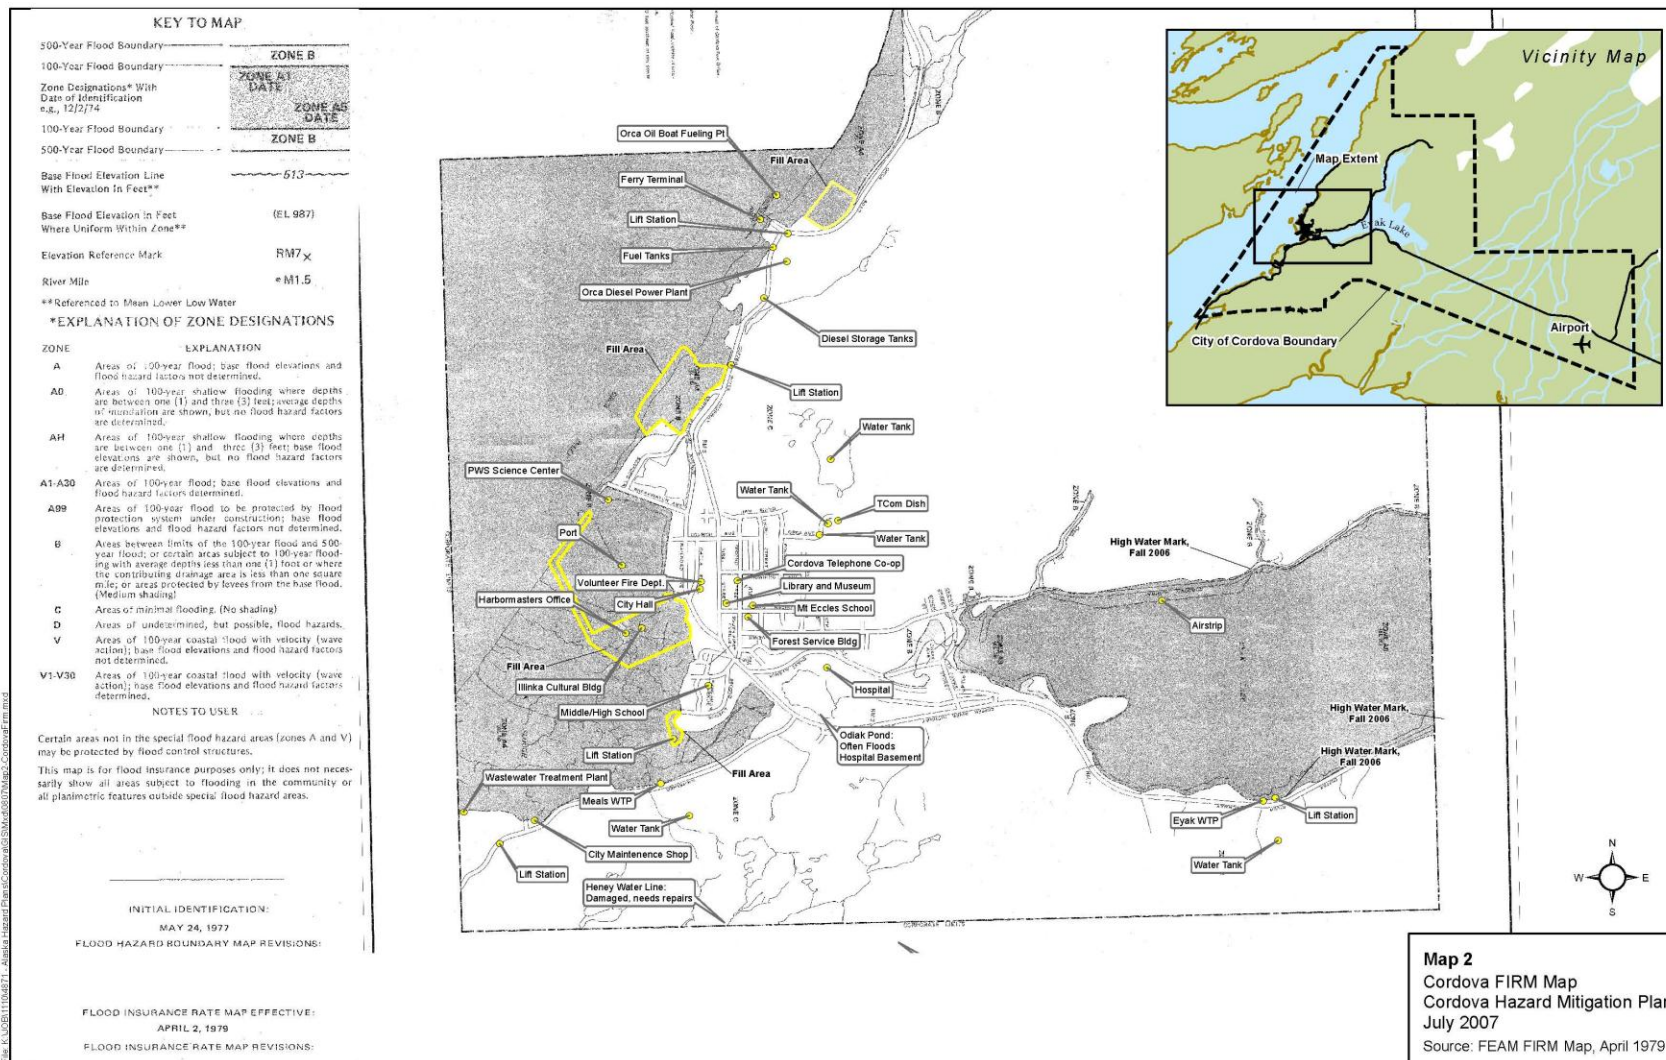 KEY TO MAP
500-Year Flood Boundary
ZONE B
100-Year Flood Boundary
ZONE A1
DATE
Zone Designations* With
Date of Identification
e.g., 12/2/74
ZONE A5
DATE
100-Year Flood Boundary
ZONE B
500-Year Flood Boundary
Base Flood Elevation Line
With Elevation In Feet**
513
Base Flood Elevation in Feet
Where Uniform Within Zone**
(EL 987)
Elevation Reference Mark
RM7x
River Mile
•M1.5
**Referenced to Mean Lower Low Water
*EXPLANATION OF ZONE DESIGNATIONS
ZONE EXPLANATION
A Areas of 100-year flood; base flood elevations and
flood hazard factors not determined.
A0 Areas of 100-year shallow flooding where depths
are between one (1) and three (3) feet; average depths
of inundation are shown, but no flood hazard factors
are determined.
AH Areas of 100-year shallow flooding where depths
are between one (1) and three (3) feet; base flood
elevations are shown, but no flood hazard factors
are determined.
A1-A30 Areas of 100-year flood; base flood elevations and
flood hazard factors determined.
A99 Areas of 100-year flood to be protected by flood
protection system under construction; base flood
elevations and flood hazard factors not determined.
B Areas between limits of the 100-year flood and 500-
year flood; or certain areas subject to 100-year flood-
ing with average depths less than one (1) foot or where
the contributing drainage area is less than one square
mile; or areas protected by levees from the base flood.
(Medium shading)
C Areas of minimal flooding. (No shading)
D Areas of undetermined, but possible, flood hazards.
V Areas of 100-year coastal flood with velocity (wave
action); base flood elevations and flood hazard factors
not determined.
V1-V30 Areas of 100-year coastal flood with velocity (wave
action); base flood elevations and flood hazard factors
determined.
NOTES TO USER
Certain areas not in the special flood hazard areas (zones A and V)
may be protected by flood control structures.
This map is for flood insurance purposes only; it does not neces-
sarily show all areas subject to flooding in the community or
all planimetric features outside special flood hazard areas.
INITIAL IDENTIFICATION:
MAY 24, 1977
FLOOD HAZARD BOUNDARY MAP REVISIONS:
FLOOD INSURANCE RATE MAP EFFECTIVE:
APRIL 2, 1979
FLOOD INSURANCE RATE MAP REVISIONS:
Orca Oil Boat Fueling Pt
Fill Area
Ferry Terminal
Lift Station
Fuel Tanks
Orca Diesel Power Plant
Diesel Storage Tanks
Fill Area
Lift Station
ZONE B
ZONE C
Water Tank
PWS Science Center
Water Tank
TCom Dish
Port
Water Tank
Cordova Telephone Co-op
Volunteer Fire Dept.
Library and Museum
Harbormasters Office
City Hall
Mt Eccles School
Forest Service Bldg
Fill Area
Illinka Cultural Bldg
Hospital
Middle/High School
Odiak Pond:
Often Floods
Hospital Basement
Lift Station
Fill Area
Wastewater Treatment Plant
Meals WTP
Water Tank
ZONE C
City Maintenence Shop
Lift Station
Heney Water Line:
Damaged, needs repairs
CORPORATE LIMITS
ZONE B
ZONE B
High Water Mark,
Fall 2006
Airstrip
High Water Mark,
Fall 2006
High Water Mark,
Fall 2006
Eyak WTP
Lift Station
Water Tank
Vicinity Map
Map Extent
Eyak Lake
City of Cordova Boundary
Airport
N
W E
S
Map 2
Cordova FIRM Map
Cordova Hazard Mitigation Plan
July 2007
Source: FEAM FIRM Map, April 1979